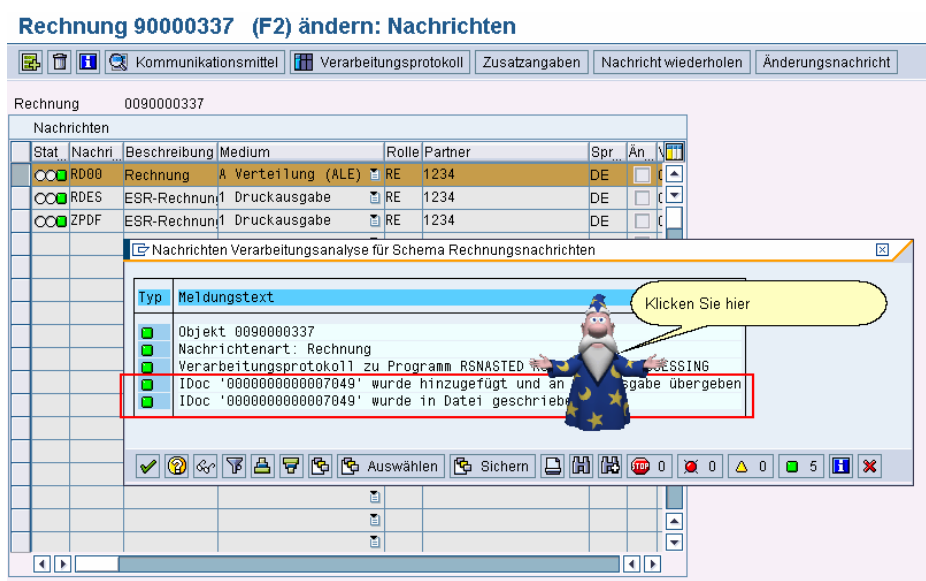 Rechnung 90000337 (F2) ändern: Nachrichten
Kommunikationsmittel Verarbeitungsprotokoll Zusatzangaben Nachricht wiederholen Änderungsnachricht
Rechnung 0090000337
Nachrichten
Stat... Nachri... Beschreibung Medium Rolle Partner Spr... Än...
RD00 Rechnung A Verteilung (ALE) RE 1234 DE
RDES ESR-Rechnun 1 Druckausgabe RE 1234 DE
ZPDF ESR-Rechnun 1 Druckausgabe RE 1234 DE
Nachrichten Verarbeitungsanalyse für Schema Rechnungsnachrichten
Typ Meldungstext
Klicken Sie hier
Objekt 0090000337
Nachrichtenart: Rechnung
Verarbeitungsprotokoll zu Programm RSNASTED
IDoc '0000000000007049' wurde hinzugefügt und an übergeben
IDoc '0000000000007049' wurde in Datei
Auswählen Sichern STOP 0 0 0 5